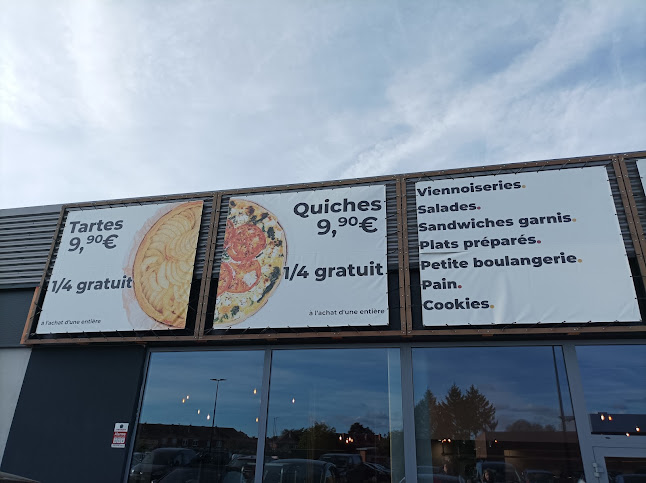 Tartes
9,90€
1/4 gratuit
à l'achat d'une entière
Quiches
9,90€
1/4 gratuit
à l'achat d'une entière
Viennoiseries.
Salades.
Sandwiches garnis.
Plats préparés.
Petite boulangerie.
Pain.
Cookies.